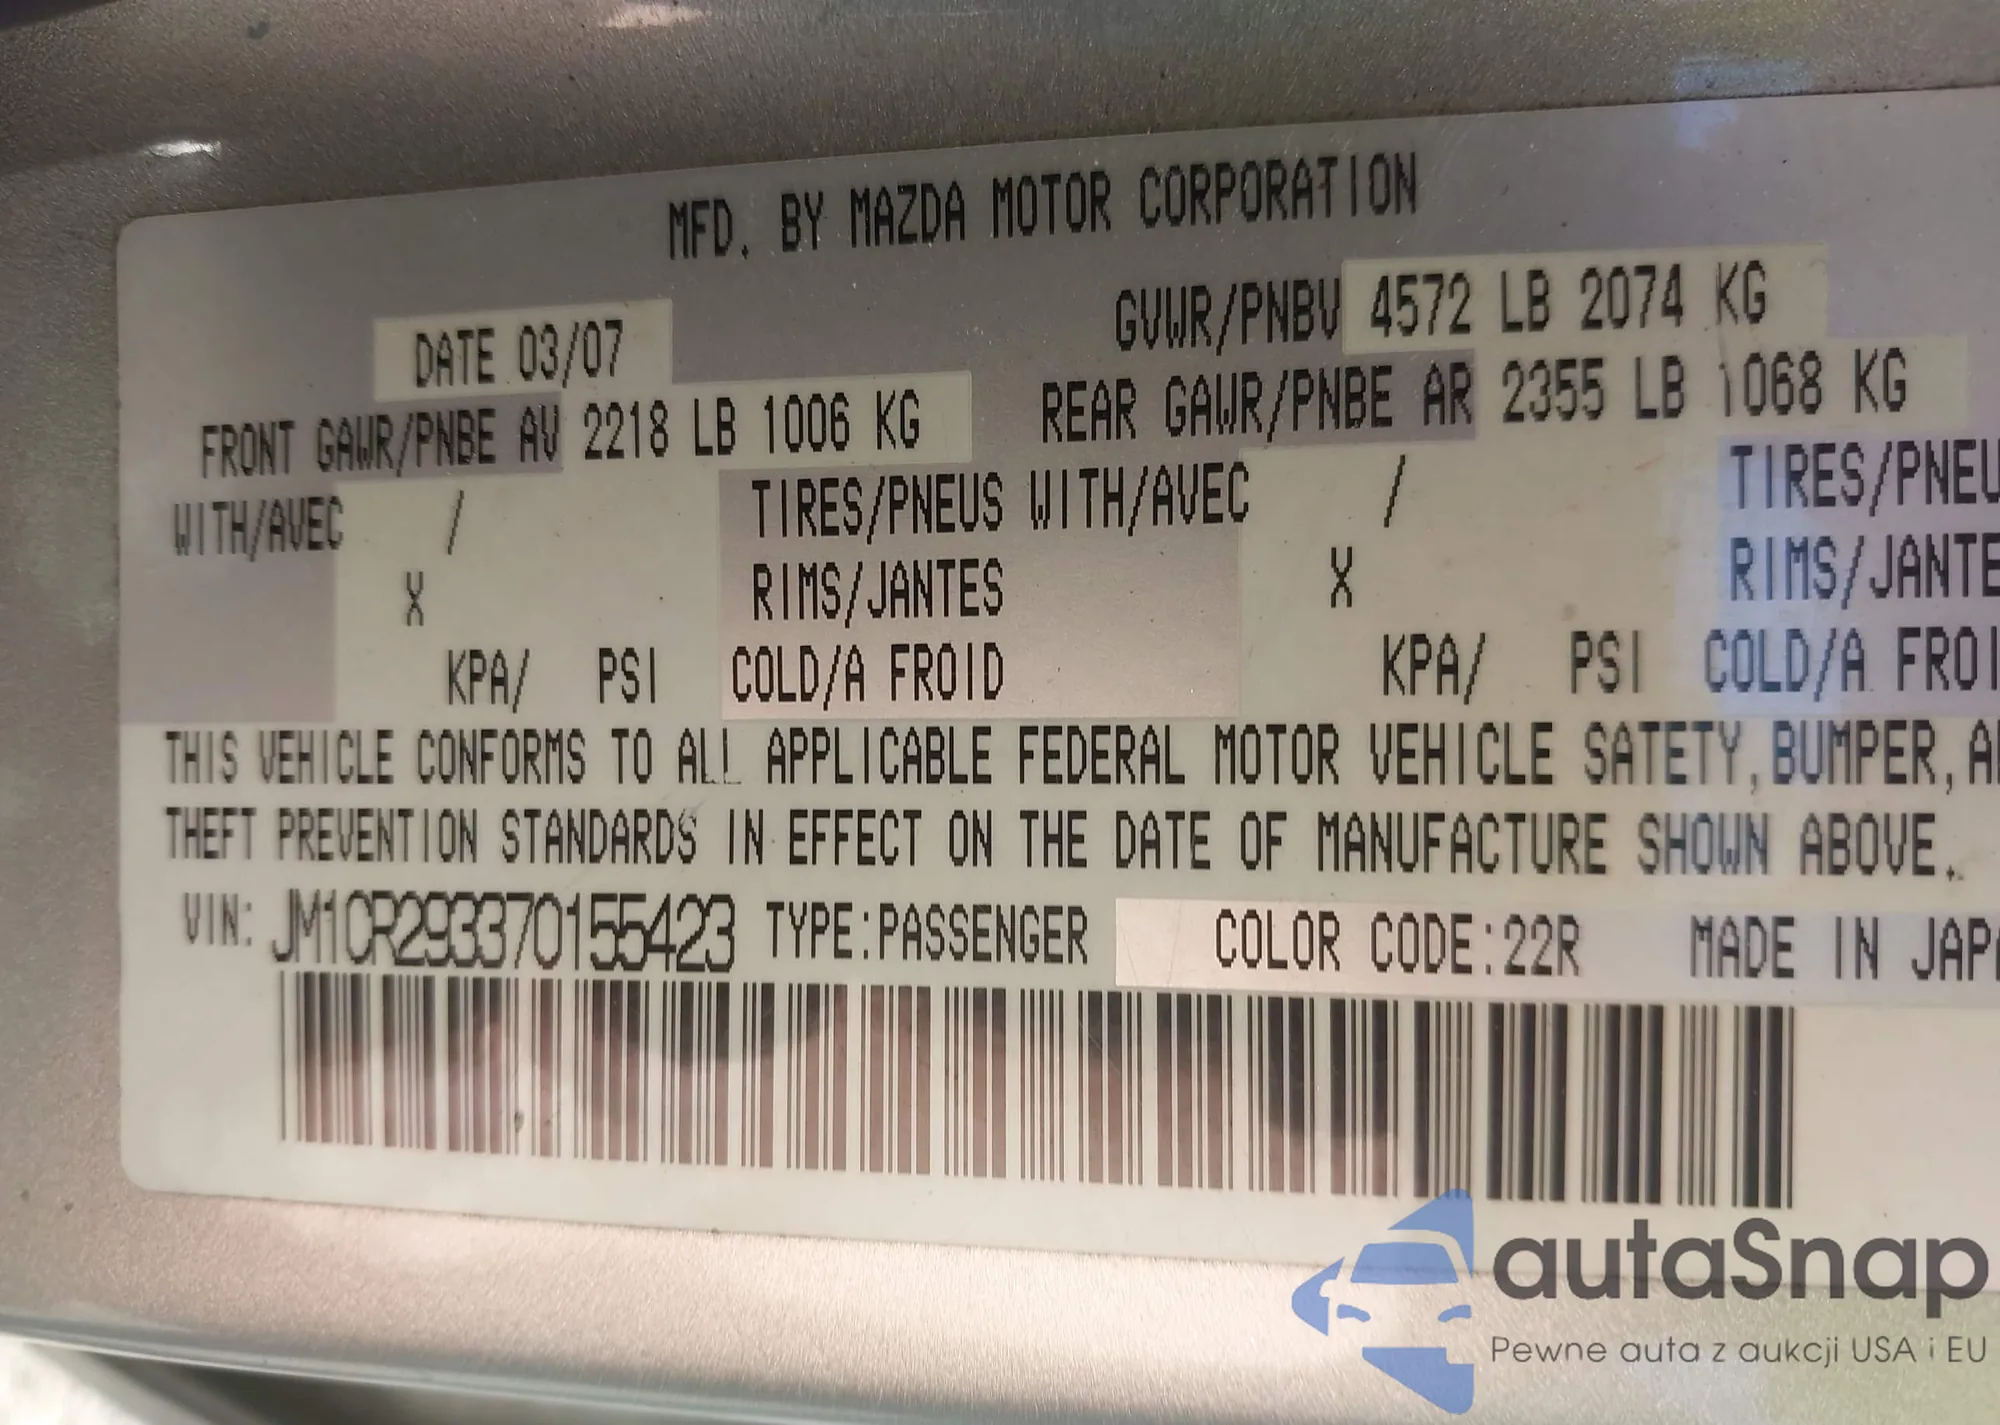 MFD. BY MAZDA MOTOR CORPORATION
DATE 03/07 GVWR/PNBV 4572 LB 2074 KG
FRONT GAWR/PNBE AV 2218 LB 1006 KG REAR GAWR/PNBE AR 2355 LB 1068 KG
WITH/AVEC / TIRES/PNEUS WITH/AVEC / TIRES/PNEU
X RIMS/JANTES X RIMS/JANTE
KPA/ PSI COLD/A FROID KPA/ PSI COLD/A FROI
THIS VEHICLE CONFORMS TO ALL APPLICABLE FEDERAL MOTOR VEHICLE SATETY, BUMPER, A
THEFT PREVENTION STANDARDS IN EFFECT ON THE DATE OF MANUFACTURE SHOWN ABOVE.
VIN: JM1CR293370155423 TYPE:PASSENGER COLOR CODE:22R MADE IN JAP
autaSnap
Pewne auta z aukcji USA i EU